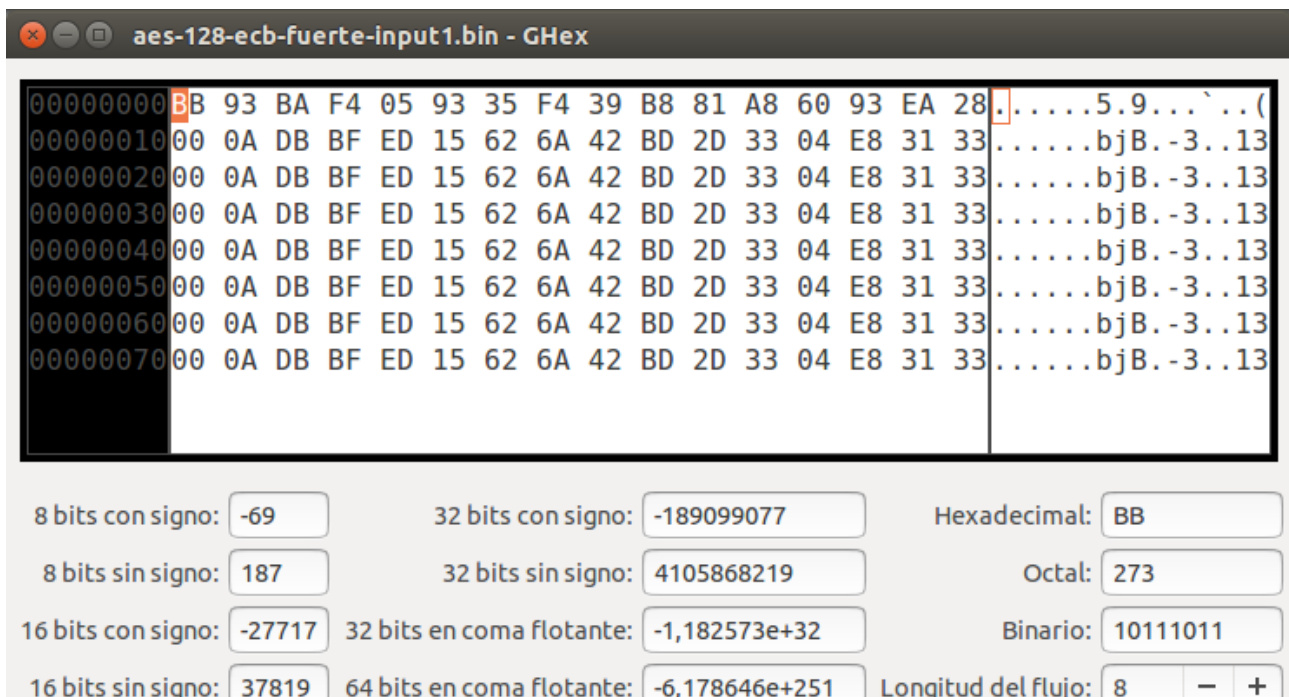 aes-128-ecb-fuerte-input1.bin - GHex
00000000 BB 93 BA F4 05 93 35 F4 39 B8 81 A8 60 93 EA 28 ......5.9...`..(
00000010 00 0A DB BF ED 15 62 6A 42 BD 2D 33 04 E8 31 33 ......bjB.-3..13
00000020 00 0A DB BF ED 15 62 6A 42 BD 2D 33 04 E8 31 33 ......bjB.-3..13
00000030 00 0A DB BF ED 15 62 6A 42 BD 2D 33 04 E8 31 33 ......bjB.-3..13
00000040 00 0A DB BF ED 15 62 6A 42 BD 2D 33 04 E8 31 33 ......bjB.-3..13
00000050 00 0A DB BF ED 15 62 6A 42 BD 2D 33 04 E8 31 33 ......bjB.-3..13
00000060 00 0A DB BF ED 15 62 6A 42 BD 2D 33 04 E8 31 33 ......bjB.-3..13
00000070 00 0A DB BF ED 15 62 6A 42 BD 2D 33 04 E8 31 33 ......bjB.-3..13
8 bits con signo: -69 32 bits con signo: -189099077 Hexadecimal: BB
8 bits sin signo: 187 32 bits sin signo: 4105868219 Octal: 273
16 bits con signo: -27717 32 bits en coma flotante: -1,182573e+32 Binario: 10111011
16 bits sin signo: 37819 64 bits en coma flotante: -6,178646e+251 Longitud del flujo: 8 − +